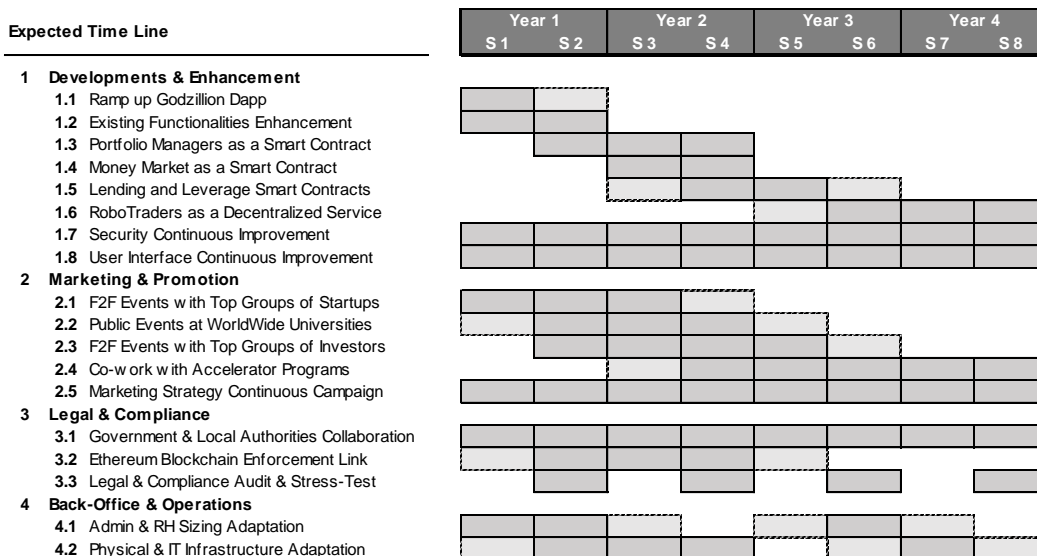 Year 1 Year 2 Year 3 Year 4
Expected Time Line
S 1 S 2 S 3 S 4 S 5 S 6 S 7 S 8
1 Developments & Enhancement
1.1 Ramp up Godzillion Dapp
1.2 Existing Functionalities Enhancement
1.3 Portfolio Managers as a Smart Contract
1.4 Money Market as a Smart Contract
1.5 Lending and Leverage Smart Contracts
1.6 RoboTraders as a Decentralized Service
1.7 Security Continuous Improvement
1.8 User Interface Continuous Improvement
2 Marketing & Promotion
2.1 F2F Events with Top Groups of Startups
2.2 Public Events at WorldWide Universities
2.3 F2F Events with Top Groups of Investors
2.4 Co-work with Accelerator Programs
2.5 Marketing Strategy Continuous Campaign
3 Legal & Compliance
3.1 Government & Local Authorities Collaboration
3.2 Ethereum Blockchain Enforcement Link
3.3 Legal & Compliance Audit & Stress-Test
4 Back-Office & Operations
4.1 Admin & RH Sizing Adaptation
4.2 Physical & IT Infrastructure Adaptation